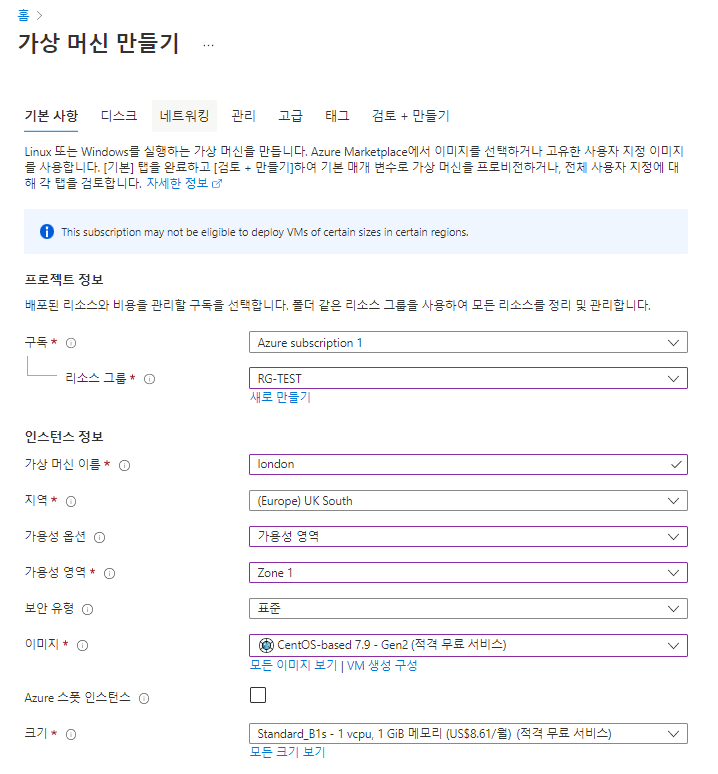 홈 >
가상 머신 만들기 ...
기본 사항 디스크 네트워킹 관리 고급 태그 검토 + 만들기
Linux 또는 Windows를 실행하는 가상 머신을 만듭니다. Azure Marketplace에서 이미지를 선택하거나 고유한 사용자 지정 이미지
를 사용합니다. [기본] 탭을 완료하고 [검토 + 만들기]하여 기본 매개 변수로 가상 머신을 프로비전하거나, 전체 사용자 지정에 대
해 각 탭을 검토합니다. 자세한 정보
This subscription may not be eligible to deploy VMs of certain sizes in certain regions.
프로젝트 정보
배포된 리소스와 비용을 관리할 구독을 선택합니다. 폴더 같은 리소스 그룹을 사용하여 모든 리소스를 정리 및 관리합니다.
구독 * Azure subscription 1
리소스 그룹 * RG-TEST
새로 만들기
인스턴스 정보
가상 머신 이름 * london
지역 * (Europe) UK South
가용성 옵션 가용성 영역
가용성 영역 * Zone 1
보안 유형 표준
이미지 * CentOS-based 7.9 - Gen2 (적격 무료 서비스)
모든 이미지 보기 | VM 생성 구성
Azure 스폿 인스턴스
크기 * Standard_B1s - 1 vcpu, 1 GiB 메모리 (US$8.61/월) (적격 무료 서비스)
모든 크기 보기